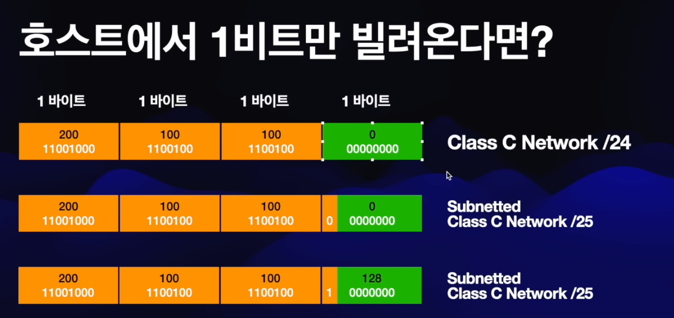 호스트에서 1비트만 빌려온다면?
1 바이트 1 바이트 1 바이트 1 바이트
200 100 100 0
11001000 1100100 1100100 00000000
Class C Network /24
200 100 100 0
11001000 1100100 1100100 0 0000000
Subnetted
Class C Network /25
200 100 100 128
11001000 1100100 1100100 1 0000000
Subnetted
Class C Network /25